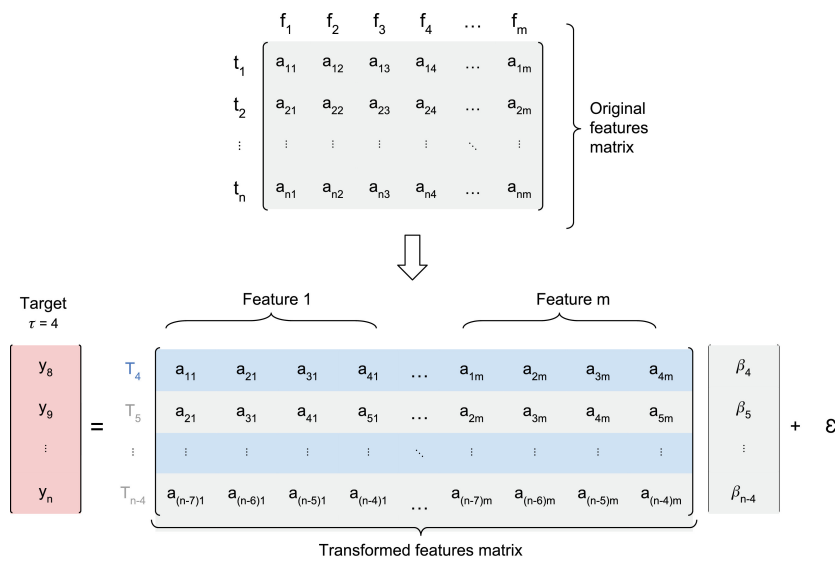 f1 f2 f3 f4 … fm
t1 a11 a12 a13 a14 … a1m
t2 a21 a22 a23 a24 … a2m
⋮ ⋮ ⋮ ⋮ ⋮ ⋱ ⋮
tn an1 an2 an3 an4 … anm
Original
features
matrix
Target
τ = 4
Feature 1 Feature m
y8 = T4 a11 a21 a31 a41 … a1m a2m a3m a4m β4 + ε
y9 T5 a21 a31 a41 a51 … a2m a3m a4m a5m β5
⋮ ⋮ ⋮ ⋮ ⋮ ⋮ ⋱ ⋮ ⋮ ⋮ ⋮ ⋮
yn Tn-4 a(n-7)1 a(n-6)1 a(n-5)1 a(n-4)1 … a(n-7)m a(n-6)m a(n-5)m a(n-4)m βn-4
Transformed features matrix